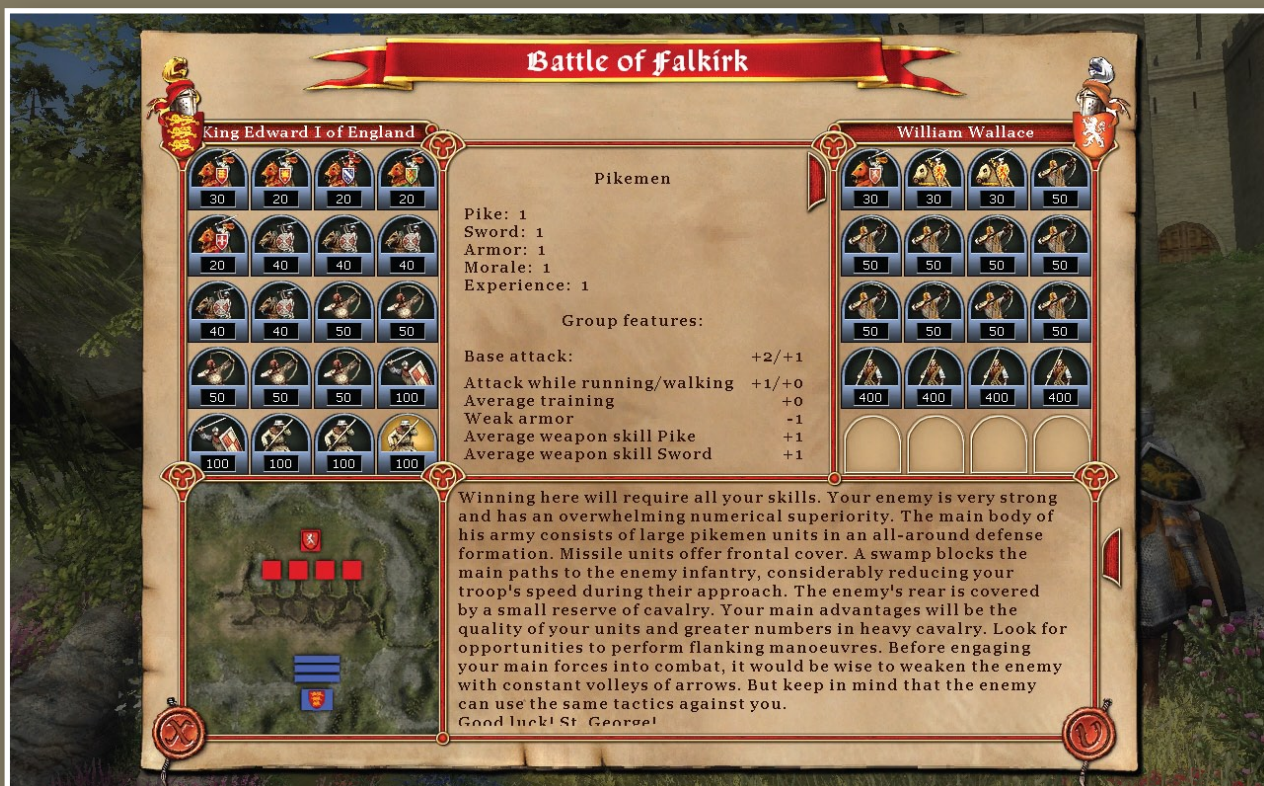 Battle of Falkirk
King Edward I of England
William Wallace
30 20 20 20
20 40 40 40
40 40 50 50
50 50 50 100
100 100 100 100
Pikemen
Pike: 1
Sword: 1
Armor: 1
Morale: 1
Experience: 1
Group features:
Base attack: +2/+1
Attack while running/walking +1/+0
Average training +0
Weak armor -1
Average weapon skill Pike +1
Average weapon skill Sword +1
30 30 30 50
50 50 50 50
50 50 50 50
400 400 400 400
Winning here will require all your skills. Your enemy is very strong
and has an overwhelming numerical superiority. The main body of
his army consists of large pikemen units in an all-around defense
formation. Missile units offer frontal cover. A swamp blocks the
main paths to the enemy infantry, considerably reducing your
troop's speed during their approach. The enemy's rear is covered
by a small reserve of cavalry. Your main advantages will be the
quality of your units and greater numbers in heavy cavalry. Look for
opportunities to perform flanking manoeuvres. Before engaging
your main forces into combat, it would be wise to weaken the enemy
with constant volleys of arrows. But keep in mind that the enemy
can use the same tactics against you.
Good luck! St. George!
X
V